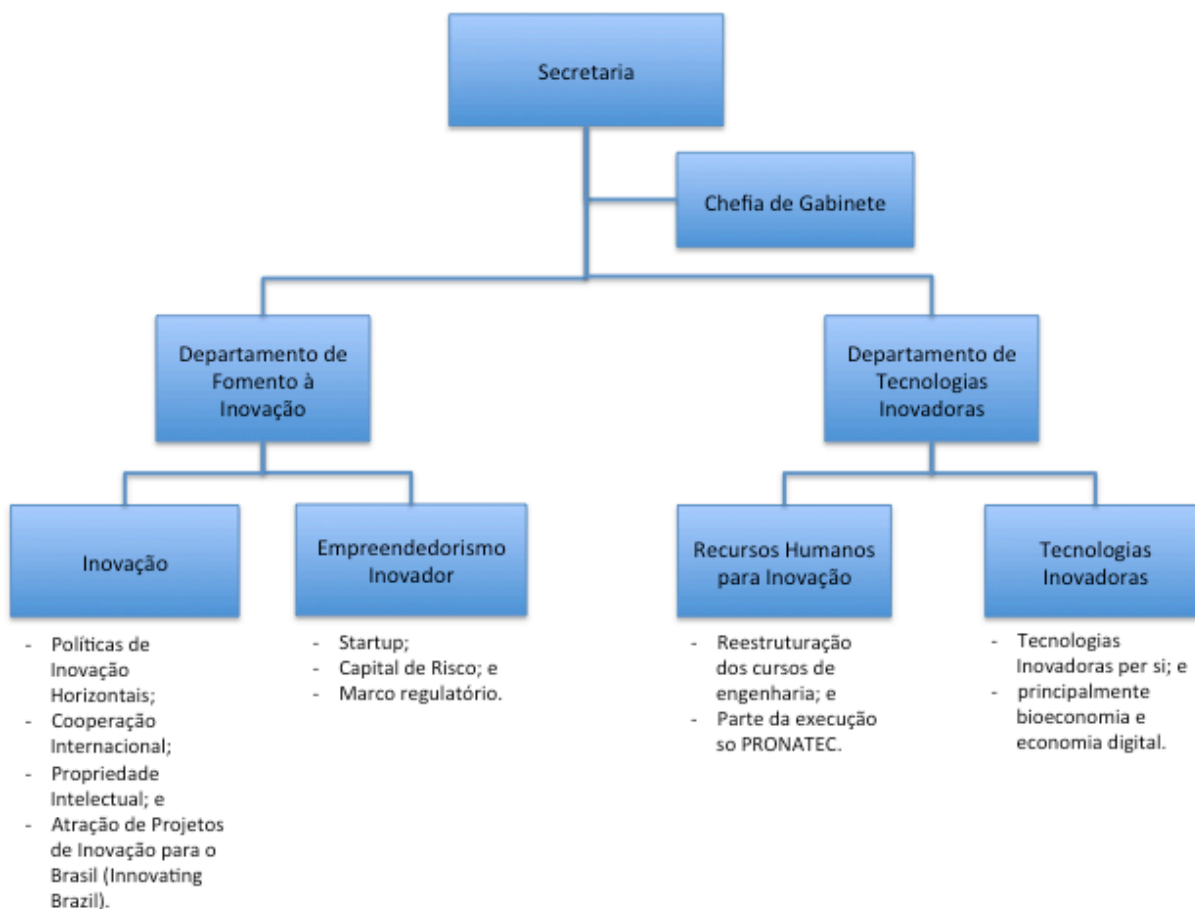 Secretaria
Chefia de Gabinete
Departamento de
Fomento à
Inovação
Departamento de
Tecnologias
Inovadoras
Inovação
Empreendedorismo
Inovador
Recursos Humanos
para Inovação
Tecnologias
Inovadoras
- Políticas de
Inovação
Horizontais;
- Cooperação
Internacional;
- Propriedade
Intelectual; e
- Atração de Projetos
de Inovação para o
Brasil (Innovating
Brazil).
- Startup;
- Capital de Risco; e
- Marco regulatório.
- Reestruturação
dos cursos de
engenharia; e
- Parte da execução
so PRONATEC.
- Tecnologias
Inovadoras per si; e
- principalmente
bioeconomia e
economia digital.